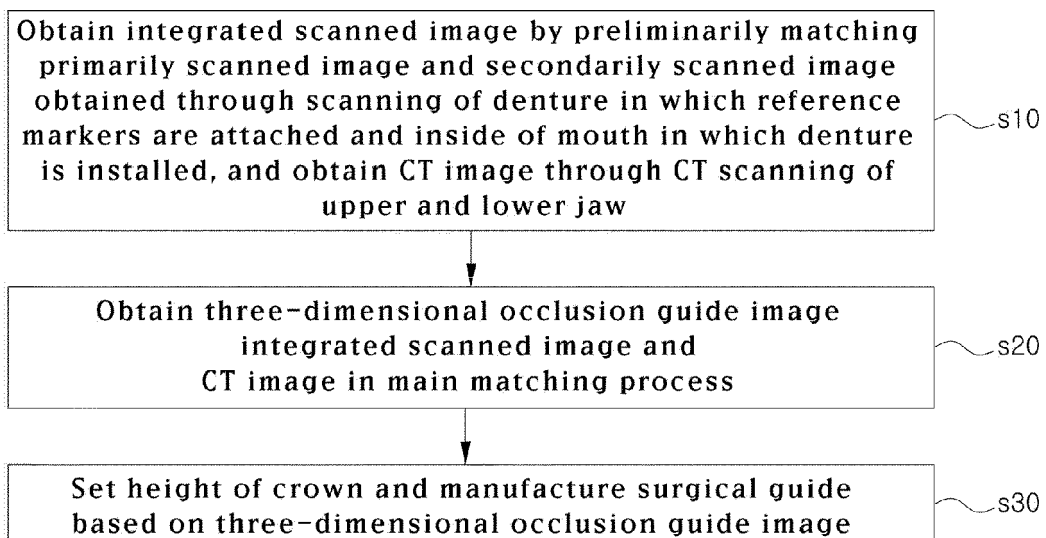 Obtain integrated scanned image by preliminarily matching
primarily scanned image and secondarily scanned image
obtained through scanning of denture in which reference
markers are attached and inside of mouth in which denture
is installed, and obtain CT image through CT scanning of
upper and lower jaw
s10
Obtain three-dimensional occlusion guide image
integrated scanned image and
CT image in main matching process
s20
Set height of crown and manufacture surgical guide
based on three-dimensional occlusion guide image
s30